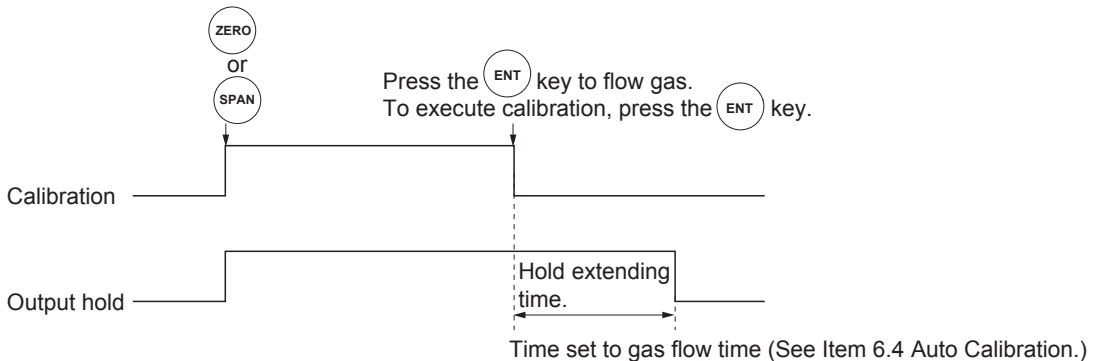 ZERO
or
SPAN
Press the ENT key to flow gas.
To execute calibration, press the ENT key.
Calibration
Hold extending
time.
Output hold
Time set to gas flow time (See Item 6.4 Auto Calibration.)